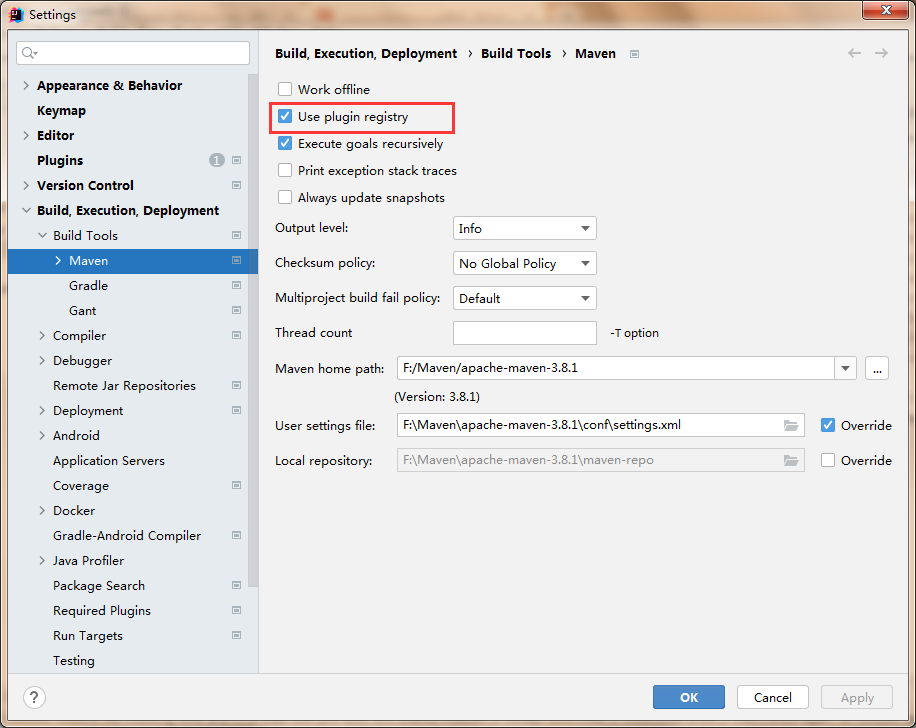 Settings
Appearance & Behavior
Keymap
Editor
Plugins 1
Version Control
Build, Execution, Deployment
Build Tools
Maven
Gradle
Gant
Compiler
Debugger
Remote Jar Repositories
Deployment
Android
Application Servers
Coverage
Docker
Gradle-Android Compiler
Java Profiler
Package Search
Required Plugins
Run Targets
Testing
Build, Execution, Deployment › Build Tools › Maven
Work offline
Use plugin registry
Execute goals recursively
Print exception stack traces
Always update snapshots
Output level: Info
Checksum policy: No Global Policy
Multiproject build fail policy: Default
Thread count -T option
Maven home path: F:/Maven/apache-maven-3.8.1 ...
(Version: 3.8.1)
User settings file: F:\Maven\apache-maven-3.8.1\conf\settings.xml Override
Local repository: F:\Maven\apache-maven-3.8.1\maven-repo Override
? OK Cancel Apply